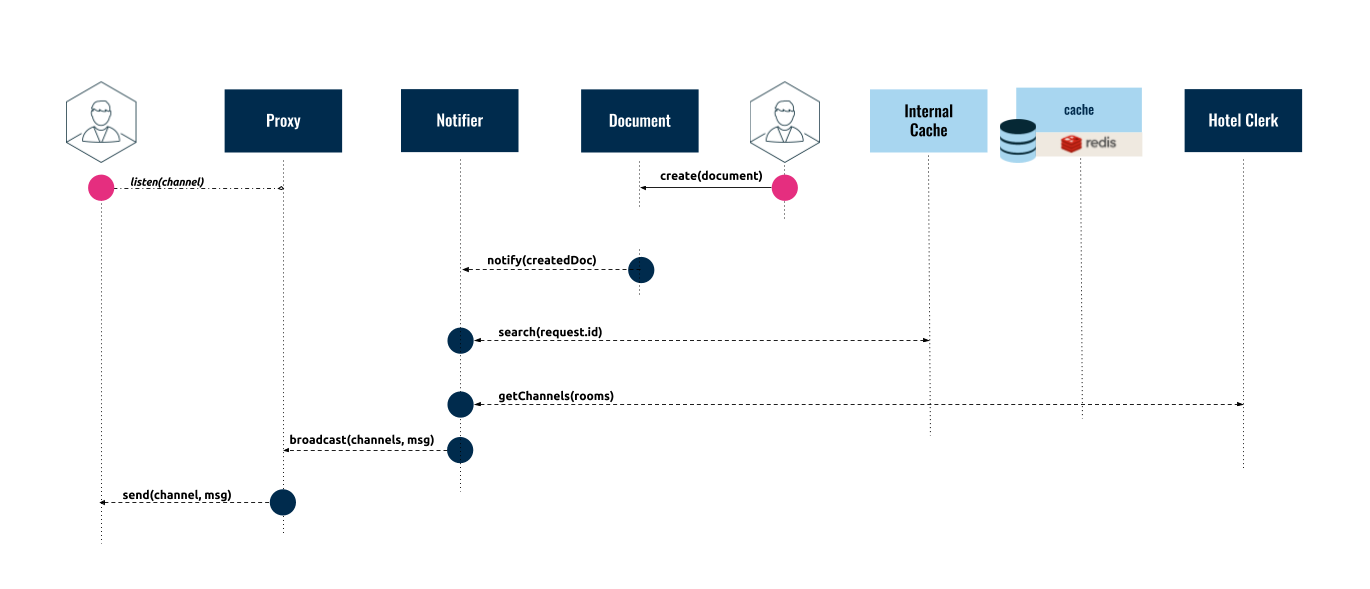 Proxy
Notifier
Document
Internal
Cache
cache
redis
Hotel Clerk
listen(channel)
create(document)
notify(createdDoc)
search(request.id)
getChannels(rooms)
broadcast(channels, msg)
send(channel, msg)